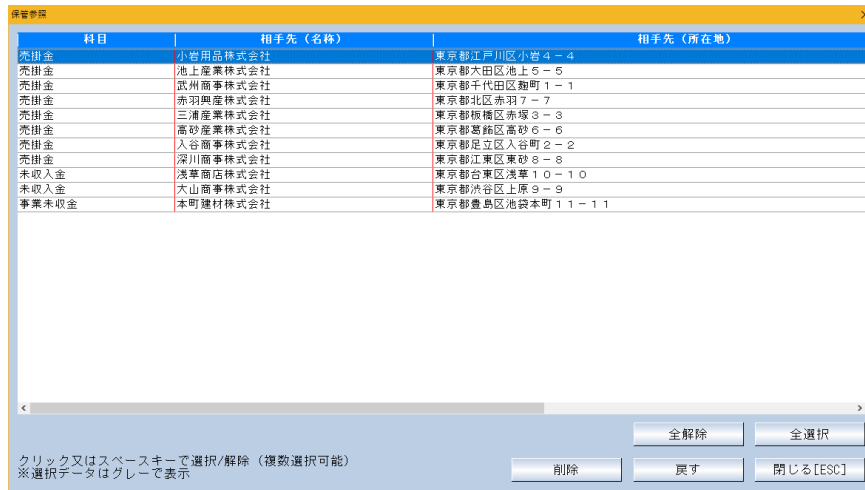 保管参照
科目 相手先（名称） 相手先（所在地）
売掛金 小岩用品株式会社 東京都江戸川区小岩４－４
売掛金 池上産業株式会社 東京都大田区池上５－５
売掛金 武州商事株式会社 東京都千代田区麹町１－１
売掛金 赤羽興産株式会社 東京都北区赤羽７－７
売掛金 三浦産業株式会社 東京都板橋区赤塚３－３
売掛金 高砂産業株式会社 東京都葛飾区高砂６－６
売掛金 入谷商事株式会社 東京都足立区入谷町２－２
売掛金 深川商事株式会社 東京都江東区東砂８－８
未収入金 浅草商店株式会社 東京都台東区浅草１０－１０
未収入金 大山商事株式会社 東京都渋谷区上原９－９
事業未収金 本町建材株式会社 東京都豊島区池袋本町１１－１１
全解除 全選択
クリック又はスペースキーで選択/解除（複数選択可能）
※選択データはグレーで表示
削除 戻す 閉じる[ESC]